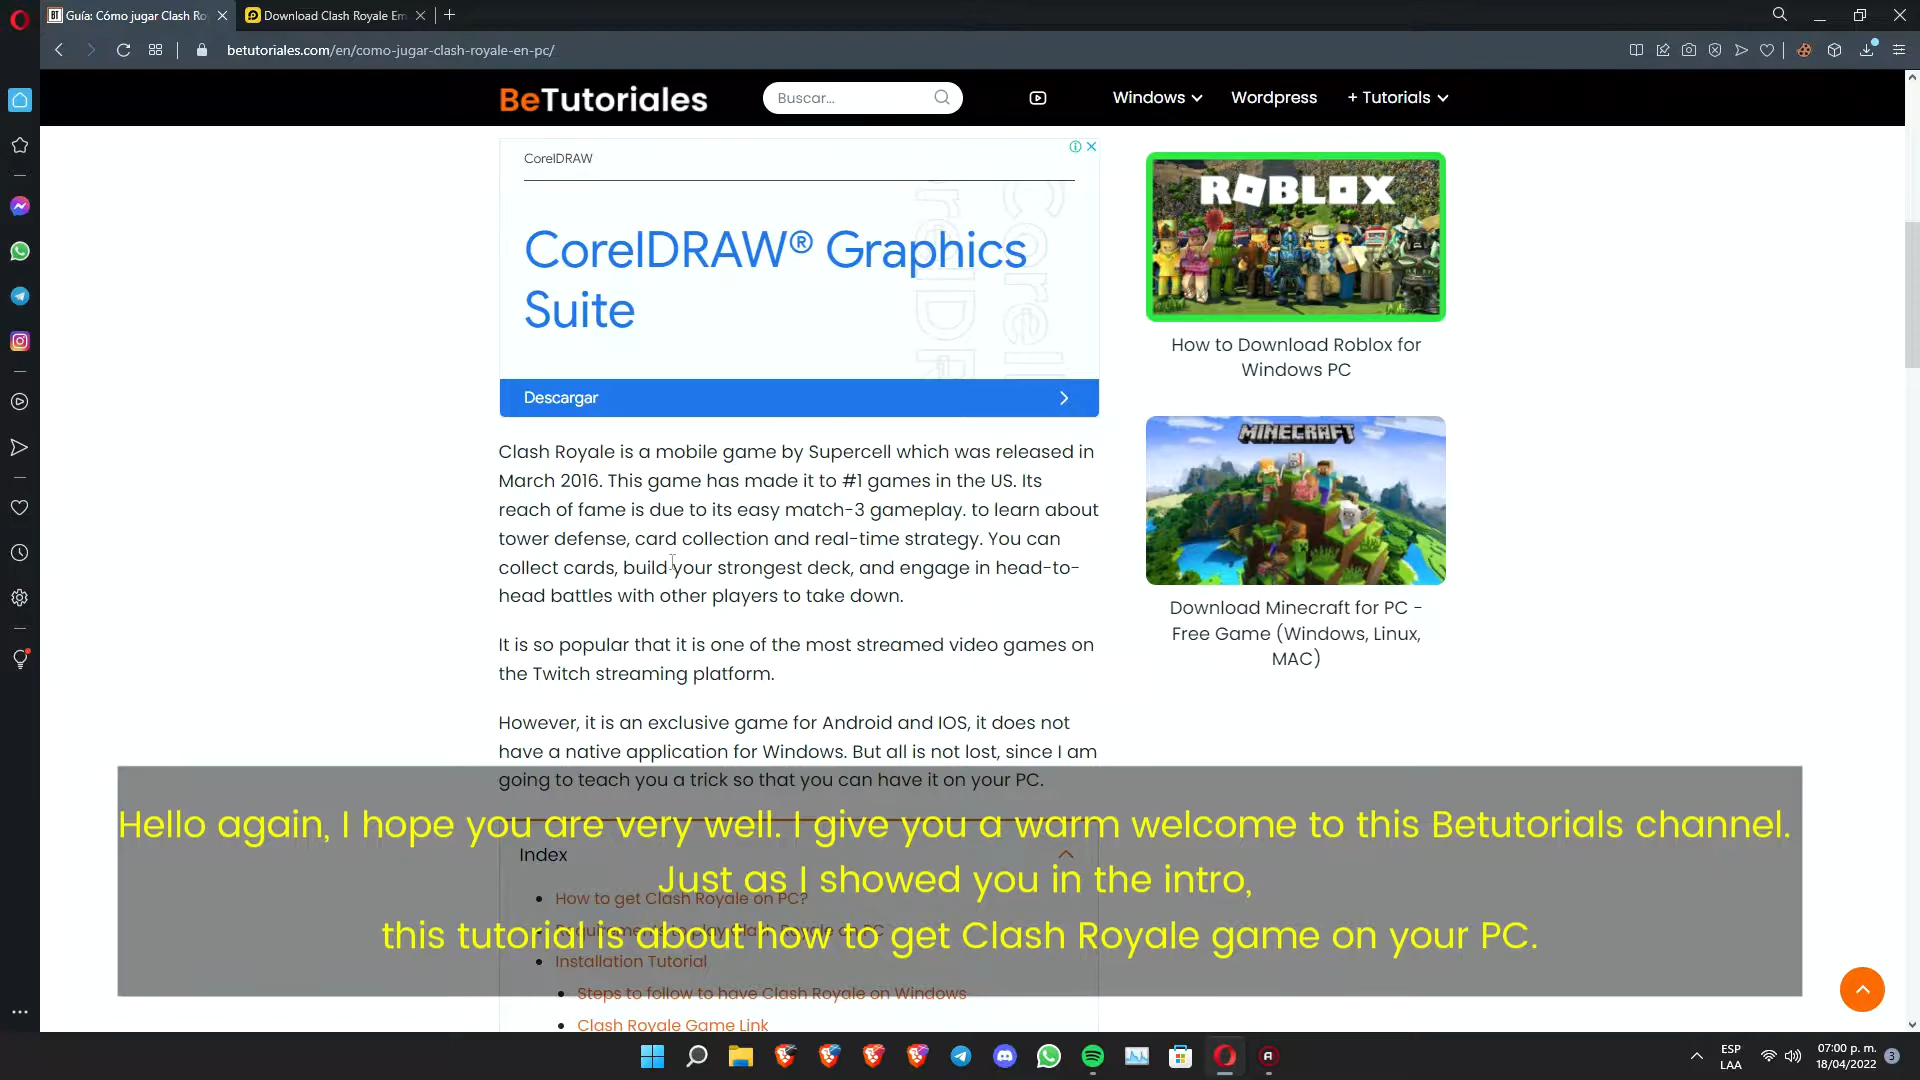 Guía: Cómo jugar Clash Ro
Download Clash Royale Em
betutoriales.com/en/como-jugar-clash-royale-en-pc/
BeTutoriales
Buscar...
Windows
Wordpress
+ Tutorials
CorelDRAW
CorelDRAW® Graphics
Suite
Descargar
ROBLOX
How to Download Roblox for
Windows PC
MINECRAFT
Download Minecraft for PC -
Free Game (Windows, Linux,
MAC)
Clash Royale is a mobile game by Supercell which was released in
March 2016. This game has made it to #1 games in the US. Its
reach of fame is due to its easy match-3 gameplay. to learn about
tower defense, card collection and real-time strategy. You can
collect cards, build your strongest deck, and engage in head-to-
head battles with other players to take down.
It is so popular that it is one of the most streamed video games on
the Twitch streaming platform.
However, it is an exclusive game for Android and IOS, it does not
have a native application for Windows. But all is not lost, since I am
going to teach you a trick so that you can have it on your PC.
Hello again, I hope you are very well. I give you a warm welcome to this Betutorials channel.
Just as I showed you in the intro,
this tutorial is about how to get Clash Royale game on your PC.
Index
How to get Clash Royale on PC?
Requirements to play Clash Royale on PC
Installation Tutorial
Steps to follow to have Clash Royale on Windows
Clash Royale Game Link
ESP
LAA
07:00 p. m.
18/04/2022
3